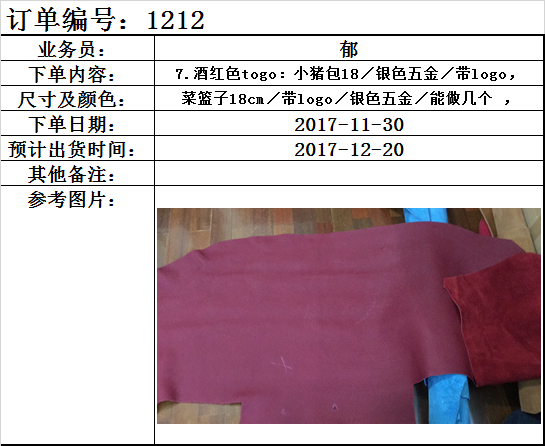 订单编号：1212
业务员： 郁
下单内容： 7.酒红色togo：小猪包18／银色五金／带logo，
尺寸及颜色： 菜篮子18cm／带logo／银色五金／能做几个 ，
下单日期： 2017-11-30
预计出货时间： 2017-12-20
其他备注：
参考图片：